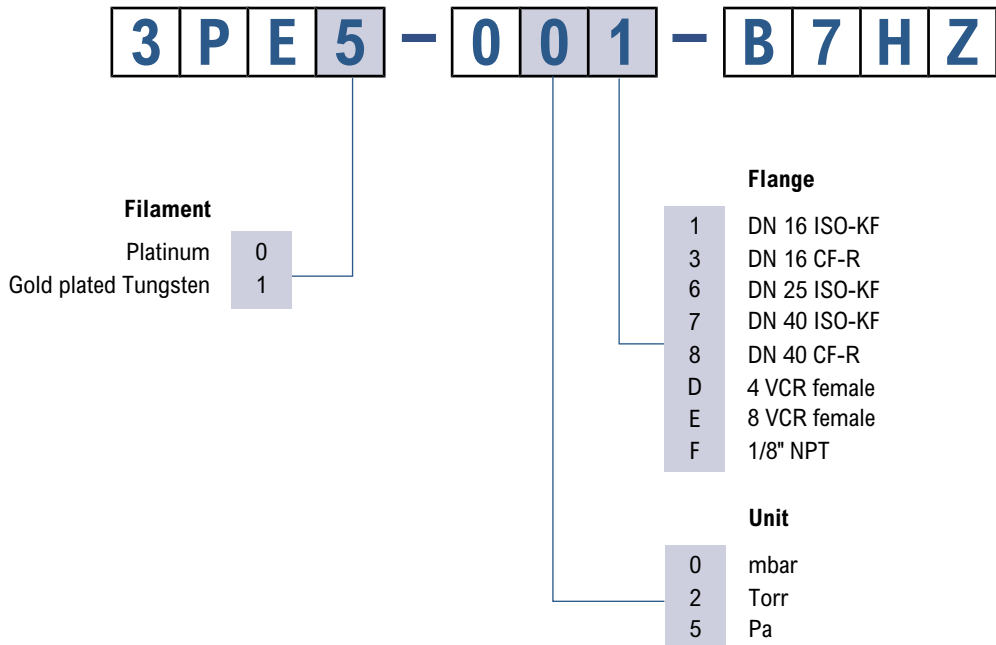 3PE5 – 001 – B7HZ
Filament
Platinum 0
Gold plated Tungsten 1
Flange
1 DN 16 ISO-KF
3 DN 16 CF-R
6 DN 25 ISO-KF
7 DN 40 ISO-KF
8 DN 40 CF-R
D 4 VCR female
E 8 VCR female
F 1/8" NPT
Unit
0 mbar
2 Torr
5 Pa